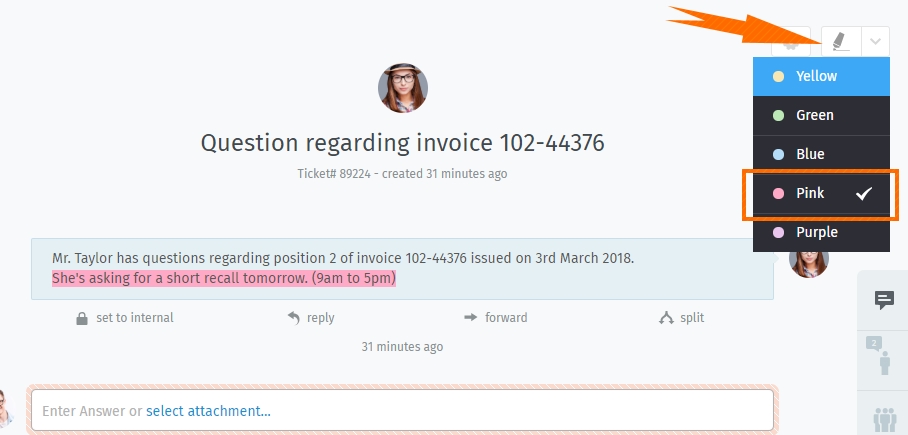 Yellow
Green
Blue
Pink
Purple
Question regarding invoice 102-44376
Ticket# 89224 - created 31 minutes ago
Mr. Taylor has questions regarding position 2 of invoice 102-44376 issued on 3rd March 2018.
She's asking for a short recall tomorrow. (9am to 5pm)
set to internal reply forward split
31 minutes ago
2
Enter Answer or select attachment...